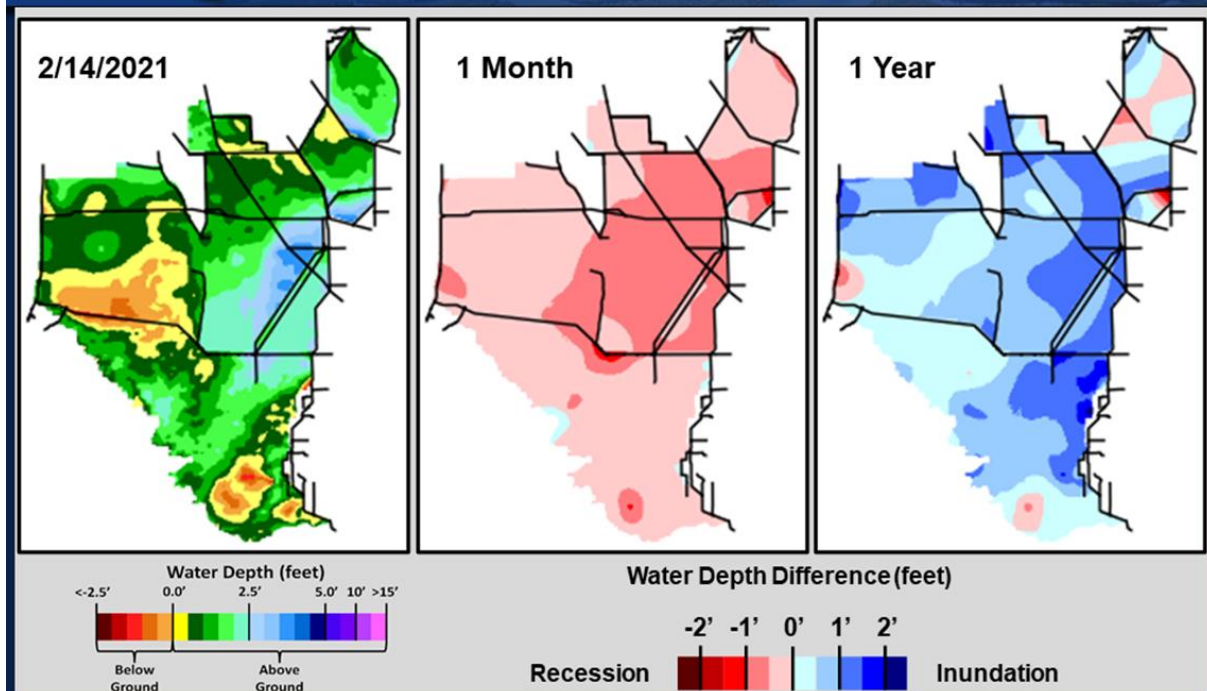 2/14/2021
1 Month
1 Year
Water Depth (feet)
<-2.5' 0.0' 2.5' 5.0' 10' >15'
Below Ground
Above Ground
Water Depth Difference (feet)
-2' -1' 0' 1' 2'
Recession
Inundation